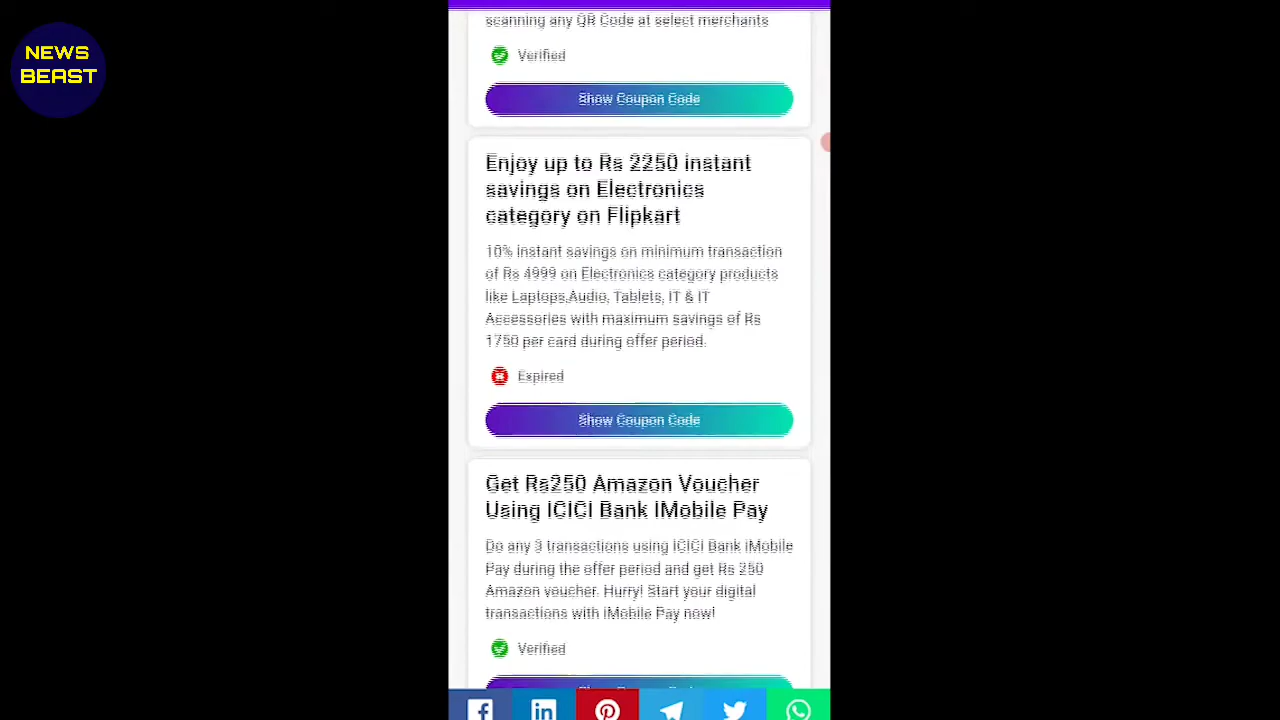 NEWS
BEAST
scanning any QR Code at select merchants
Verified
Show Coupon Code
Enjoy up to Rs 2250 instant
savings on Electronics
category on Flipkart
10% instant savings on minimum transaction
of Rs 4999 on Electronics category products
like Laptops,Audio, Tablets, IT & IT
Accessories with maximum savings of Rs
1750 per card during offer period.
Expired
Show Coupon Code
Get Rs250 Amazon Voucher
Using ICICI Bank IMobile Pay
Do any 3 transactions using ICICI Bank iMobile
Pay during the offer period and get Rs 250
Amazon voucher. Hurry! Start your digital
transactions with iMobile Pay now!
Verified